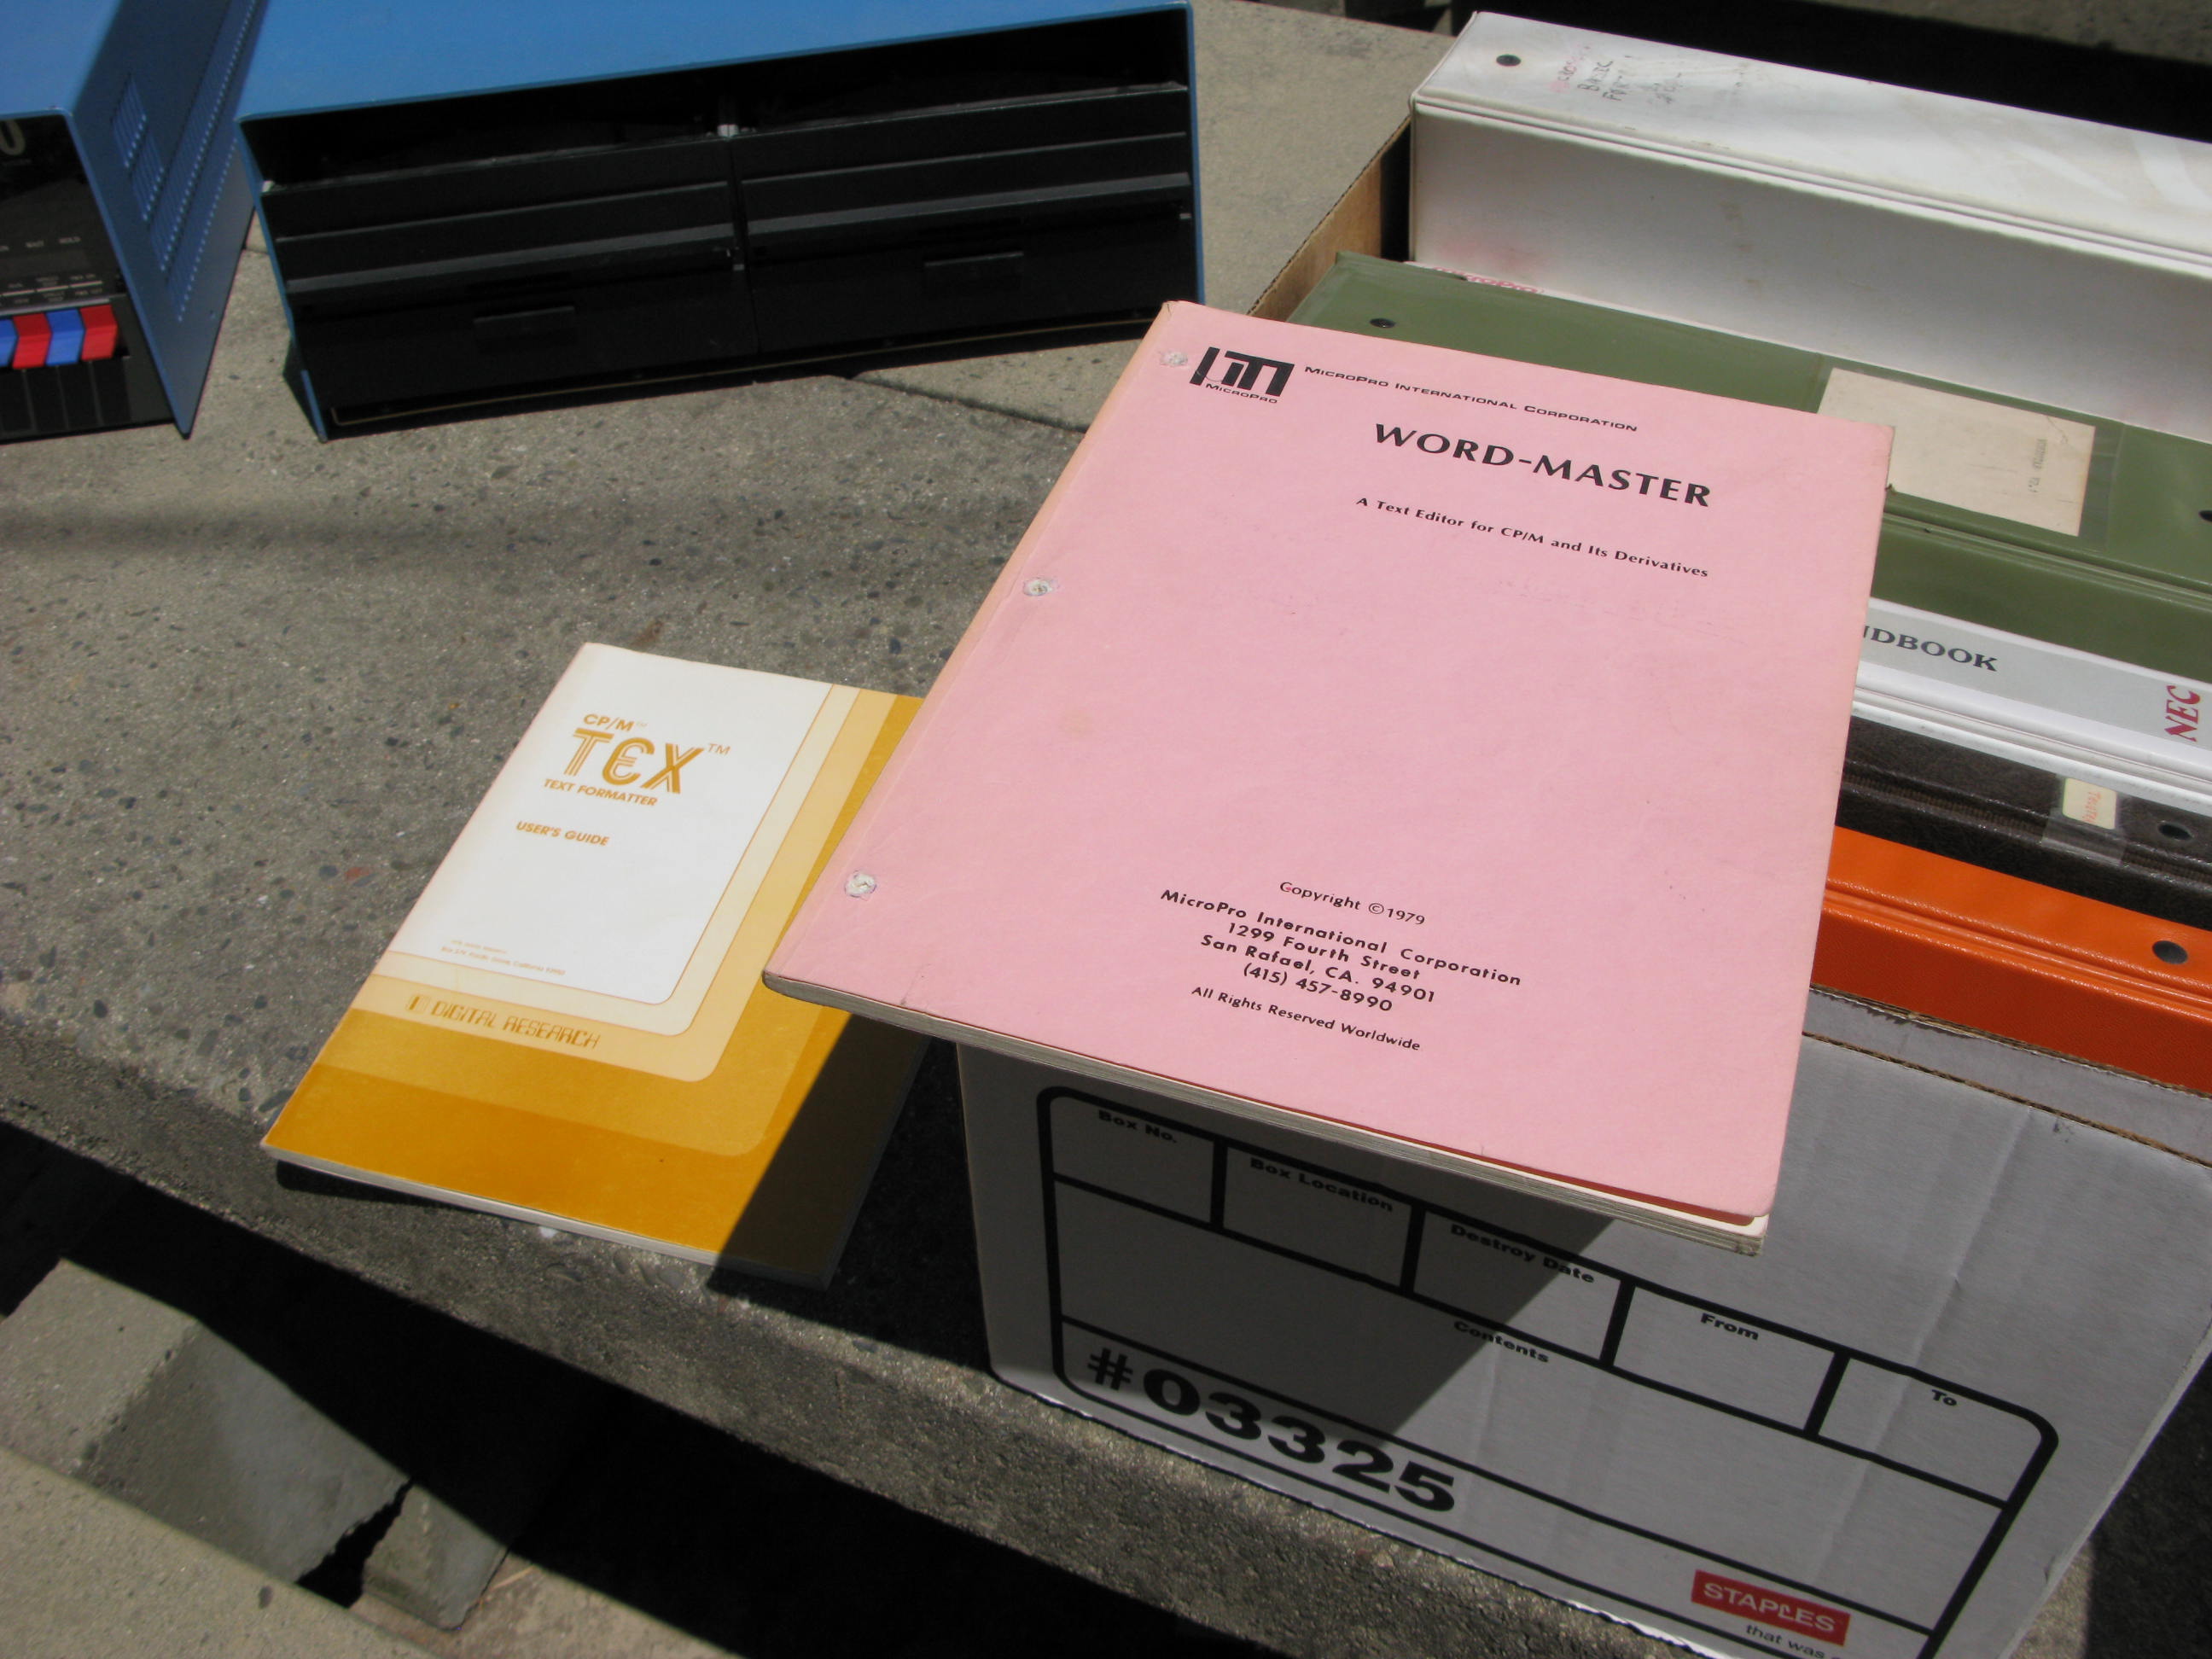 MICROPRO
MICROPRO INTERNATIONAL CORPORATION
WORD-MASTER
A Text Editor for CP/M and Its Derivatives
Copyright ©1979
MicroPro International Corporation
1299 Fourth Street
San Rafael, CA. 94901
(415) 457-8990
All Rights Reserved Worldwide
CP/M™
TEX™
TEXT FORMATTER
USER'S GUIDE
DIGITAL RESEARCH
NDBOOK
NEC
Box No.
Box Location
Destroy Date
From
To
Contents
#03325
STAPLES
that was